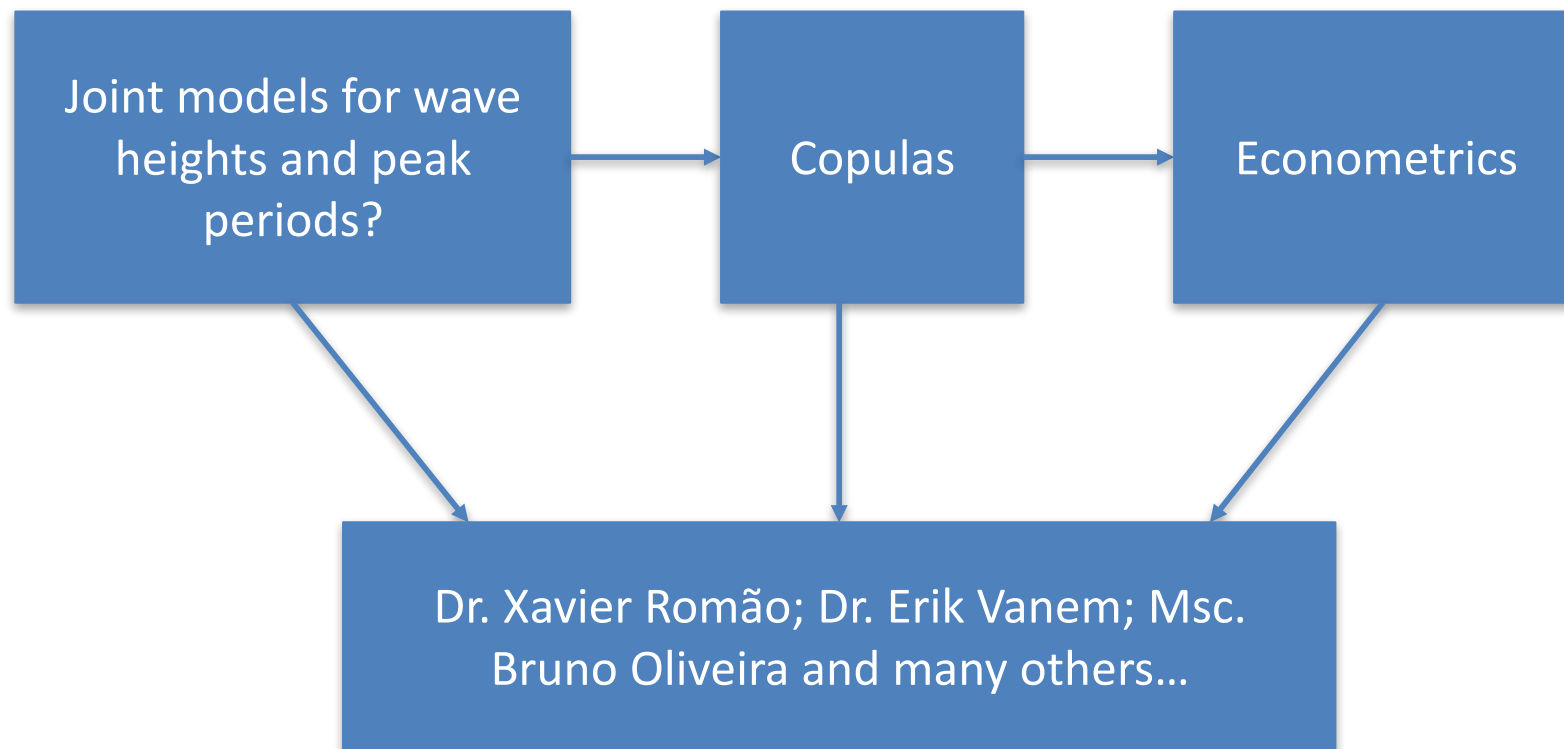 Joint models for wave
heights and peak
periods?
Copulas
Econometrics
Dr. Xavier Romão; Dr. Erik Vanem; Msc.
Bruno Oliveira and many others...